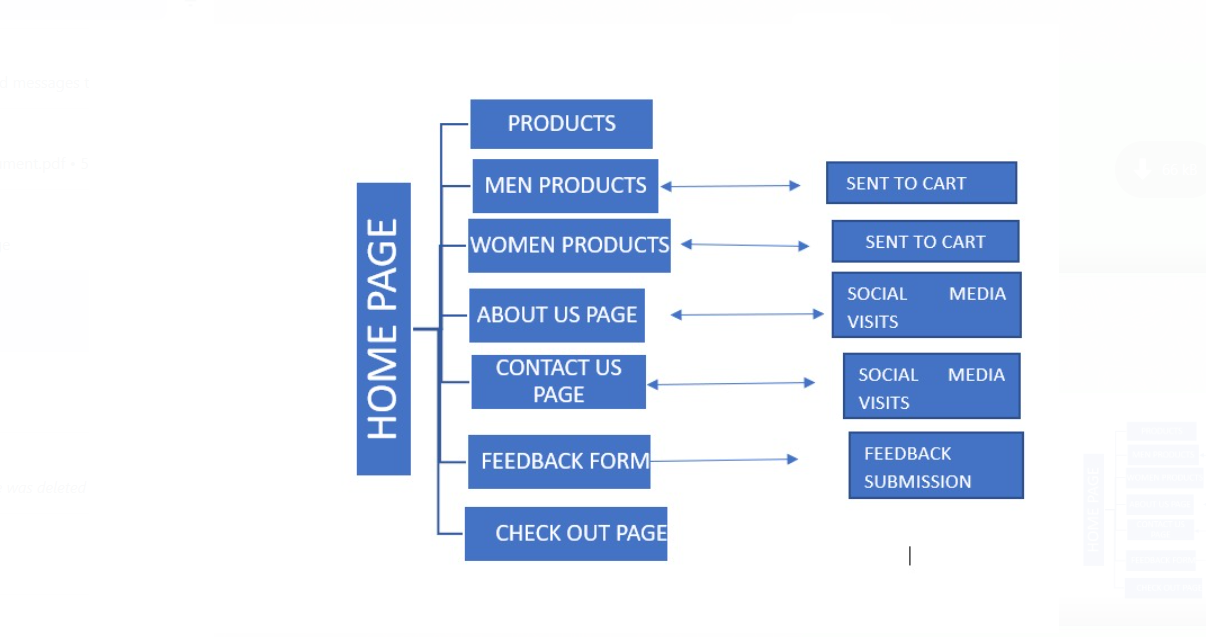 PRODUCTS
MEN PRODUCTS
SENT TO CART
WOMEN PRODUCTS
SENT TO CART
HOME PAGE
ABOUT US PAGE
SOCIAL MEDIA
VISITS
CONTACT US
PAGE
SOCIAL MEDIA
VISITS
FEEDBACK FORM
FEEDBACK
SUBMISSION
CHECK OUT PAGE